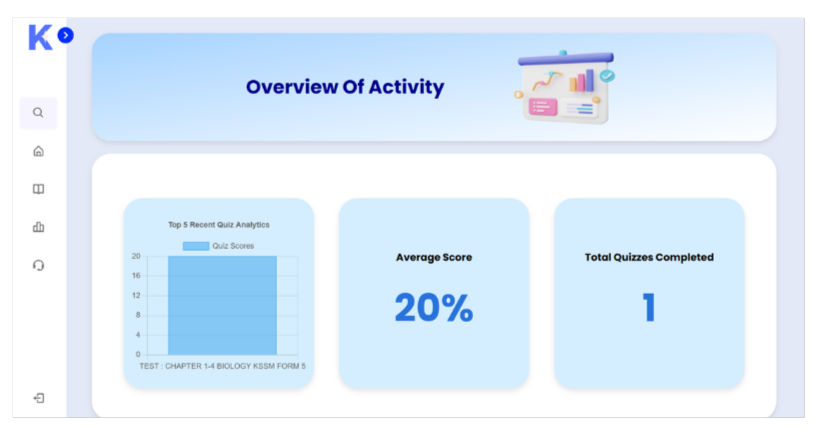 K
Overview Of Activity
Top 5 Recent Quiz Analytics
Quiz Scores
20
16
12
8
4
0
TEST : CHAPTER 1-4 BIOLOGY KSSM FORM 5
Average Score
20%
Total Quizzes Completed
1